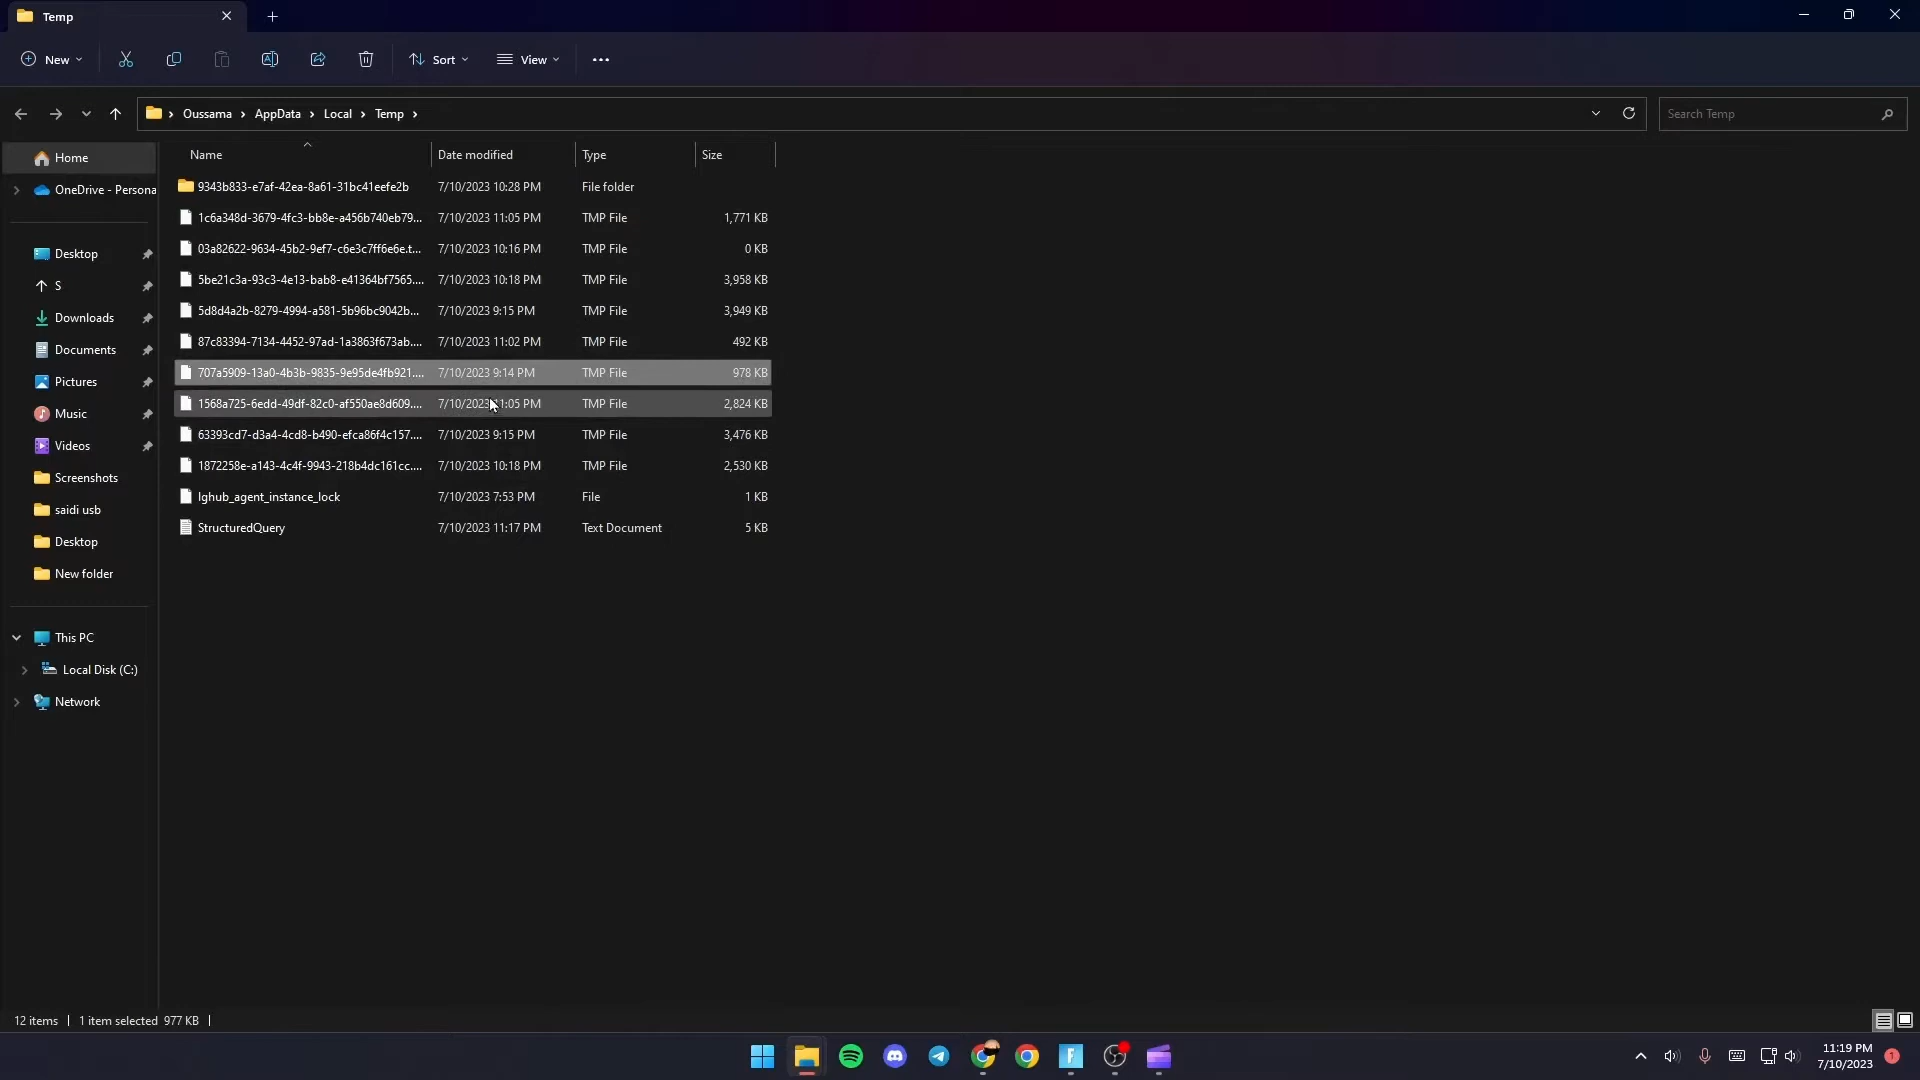 Temp
New
Sort
View
Oussama > AppData > Local > Temp >
Search Temp
Name Date modified Type Size
Home
OneDrive - Persona
Desktop
S
Downloads
Documents
Pictures
Music
Videos
Screenshots
saidi usb
Desktop
New folder
This PC
Local Disk (C:)
Network
9343b833-e7af-42ea-8a61-31bc41eefe2b 7/10/2023 10:28 PM File folder
1c6a348d-3679-4fc3-bb8e-a456b740eb79... 7/10/2023 11:05 PM TMP File 1,771 KB
03a82622-9634-45b2-9ef7-c6e3c7ff6e6e.t... 7/10/2023 10:16 PM TMP File 0 KB
5be21c3a-93c3-4e13-bab8-e41364bf7565.... 7/10/2023 10:18 PM TMP File 3,958 KB
5d8d4a2b-8279-4994-a581-5b96bc9042b... 7/10/2023 9:15 PM TMP File 3,949 KB
87c83394-7134-4452-97ad-1a3863f673ab.... 7/10/2023 11:02 PM TMP File 492 KB
707a5909-13a0-4b3b-9835-9e95de4fb921.... 7/10/2023 9:14 PM TMP File 978 KB
1568a725-6edd-49df-82c0-af550ae8d609.... 7/10/2023 11:05 PM TMP File 2,824 KB
63393cd7-d3a4-4cd8-b490-efca86f4c157.... 7/10/2023 9:15 PM TMP File 3,476 KB
1872258e-a143-4c4f-9943-218b4dc161cc.... 7/10/2023 10:18 PM TMP File 2,530 KB
lghub_agent_instance_lock 7/10/2023 7:53 PM File 1 KB
StructuredQuery 7/10/2023 11:17 PM Text Document 5 KB
12 items 1 item selected 977 KB
11:19 PM
7/10/2023
1